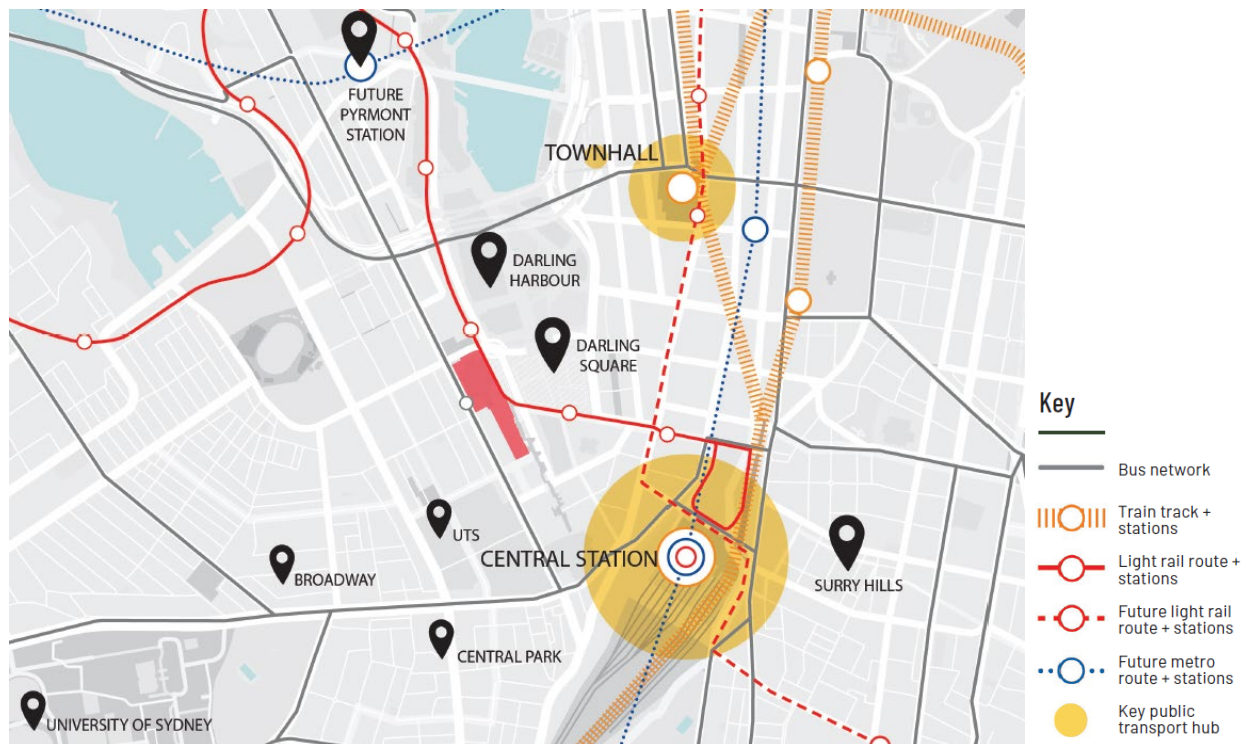 FUTURE
PYRMONT
STATION
TOWNHALL
DARLING
HARBOUR
DARLING
SQUARE
UTS
CENTRAL STATION
BROADWAY
SURRY HILLS
CENTRAL PARK
UNIVERSITY OF SYDNEY
Key
Bus network
Train track +
stations
Light rail route +
stations
Future light rail
route + stations
Future metro
route + stations
Key public
transport hub